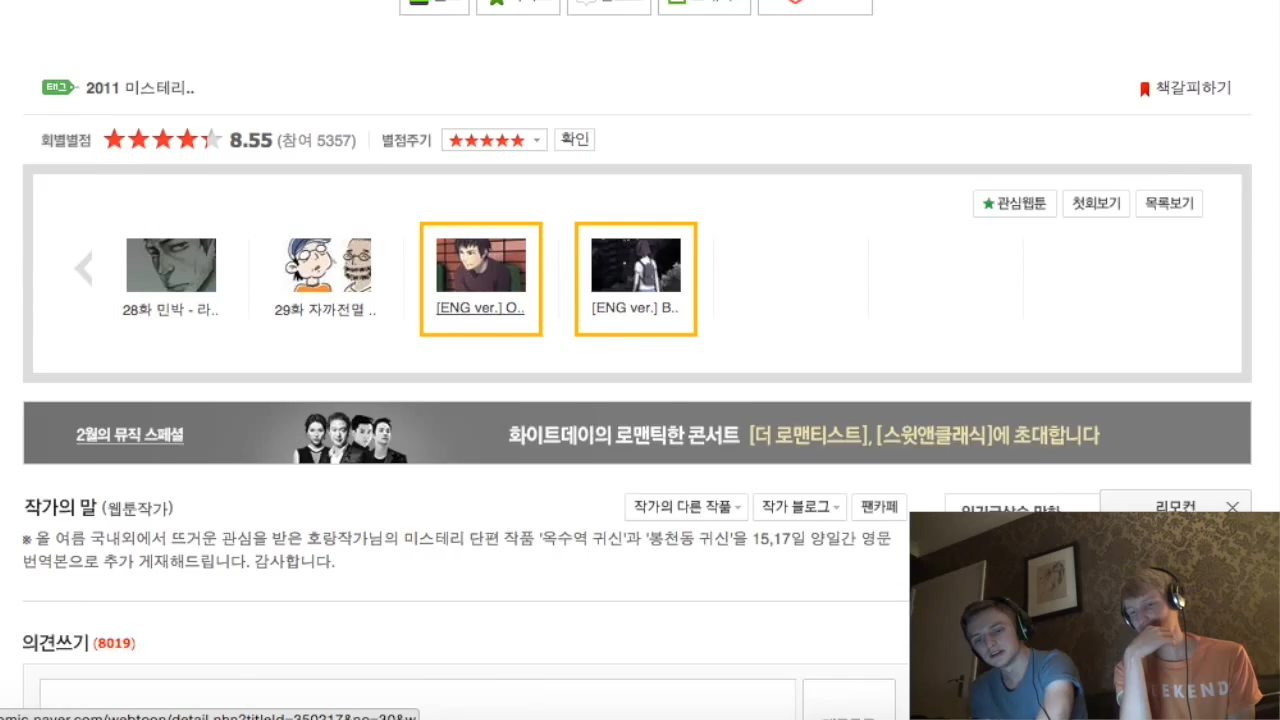 태그 2011 미스테리..
책갈피하기
회별별점 8.55 (참여 5357) 별점주기 확인
관심웹툰 첫회보기 목록보기
28화 민박 - 라.. 29화 자까전멸 .. [ENG ver.] O.. [ENG ver.] B..
2월의 뮤직 스페셜 화이트데이의 로맨틱한 콘서트 [더 로맨티스트], [스윗앤클래식]에 초대합니다
작가의 말 (웹툰작가) 작가의 다른 작품 작가 블로그 팬카페
리모컨
※ 올 여름 국내외에서 뜨거운 관심을 받은 호랑작가님의 미스테리 단편 작품 '옥수역 귀신'과 '봉천동 귀신'을 15,17일 양일간 영문
번역본으로 추가 게재해드립니다. 감사합니다.
의견쓰기 (8019)
EKEND